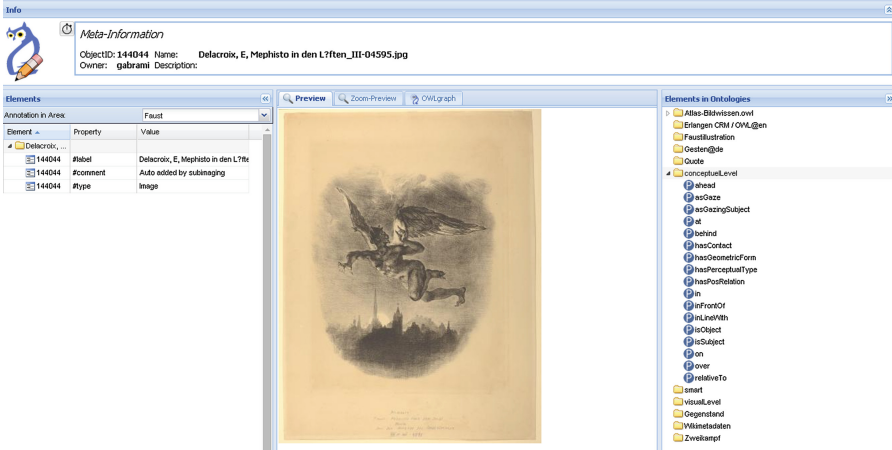 Info
Meta-Information
ObjectID: 144044 Name: Delacroix, E, Mephisto in den L?ften_III-04595.jpg
Owner: gabrami Description:
Elements
Annotation in Area: Faust
Element Property Value
Delacroix, ...
144044 #label Delacroix, E, Mephisto in den L?fte
144044 #comment Auto added by subimaging
144044 #type Image
Preview Zoom-Preview OWLgraph
Elements in Ontologies
Atlas-Bildwissen.owl
Erlangen CRM / OWL@en
Faustillustration
Gesten@de
Quote
conceptuelLevel
ahead
asGaze
asGazingSubject
at
behind
hasContact
hasGeometricForm
hasPerceptualType
hasPosRelation
in
inFrontOf
inLineWith
isObject
isSubject
on
over
relativeTo
smart
visualLevel
Gegenstand
Wikimetadaten
Zweikampf